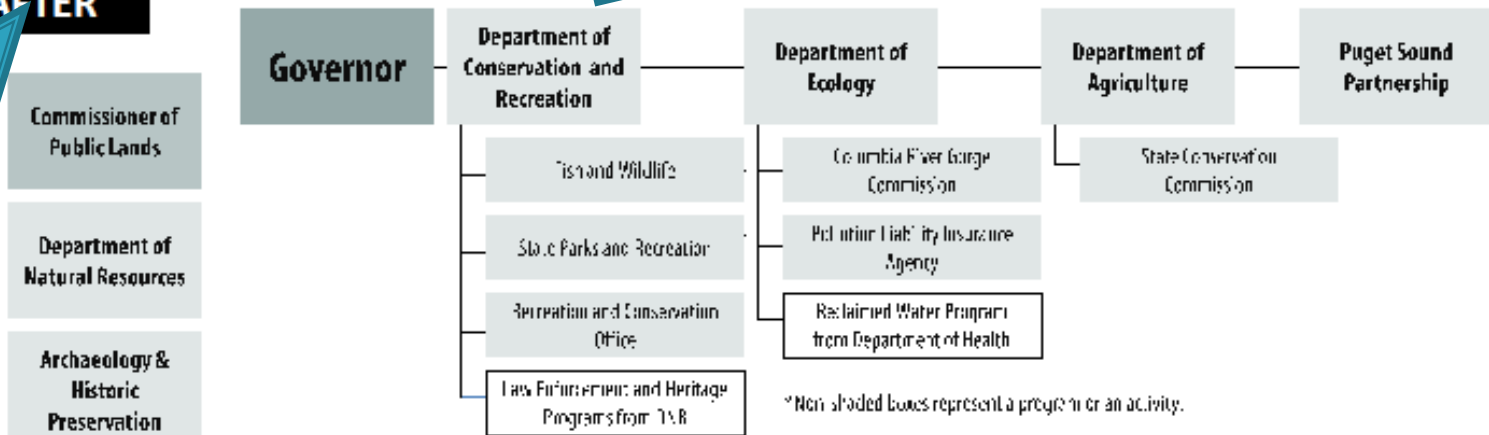 AFTER
Commissioner of
Public Lands
Department of
Natural Resources
Archaeology &
Historic
Preservation
Governor
Department of
Conservation and
Recreation
Fish and Wildlife
State Parks and Recreation
Recreation and Conservation
Office
Law Enforcement and Heritage
Programs from DNR
Department of
Ecology
Columbia River Gorge
Commission
Pollution Liability Insurance
Agency
Reclaimed Water Program
from Department of Health
Department of
Agriculture
State Conservation
Commission
Puget Sound
Partnership
*Non-shaded boxes represent a program or an activity.